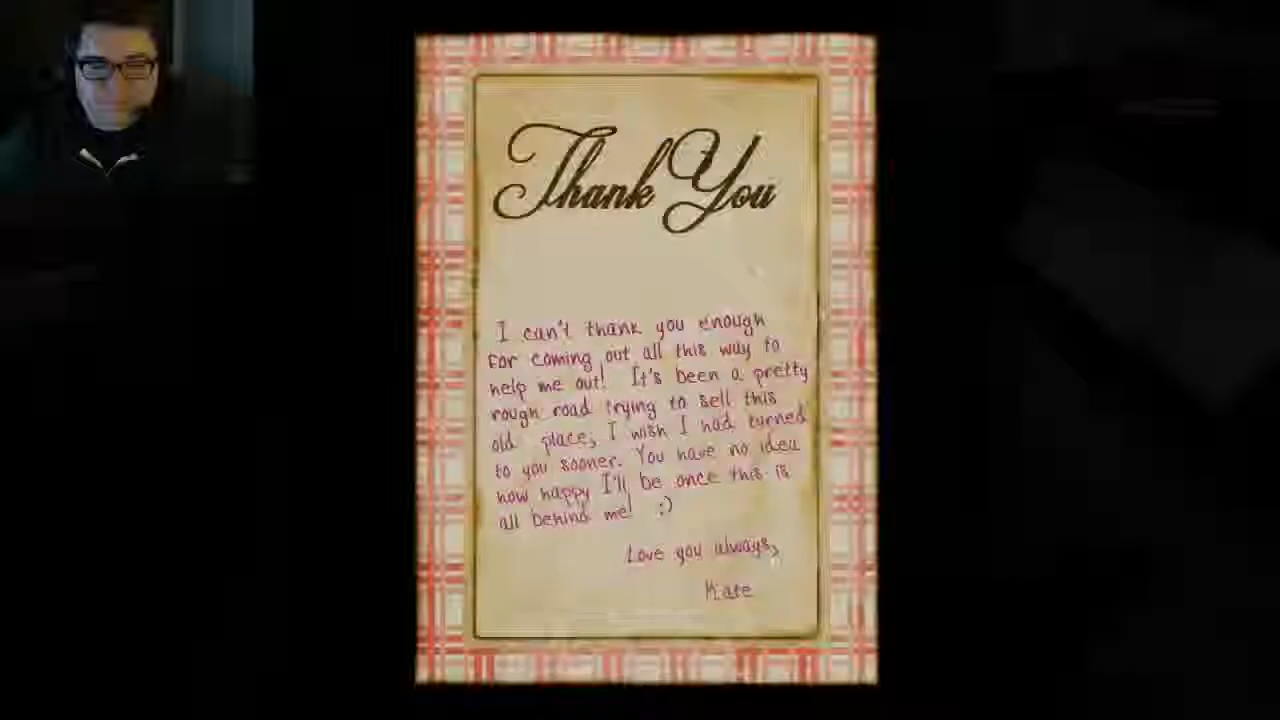 Thank You
I can't thank you enough
for coming out all this way to
help me out! It's been a pretty
rough road trying to sell this
old place, I wish I had turned
to you sooner. You have no idea
how happy I'll be once this is
all behind me! :)
Love you always,
Kate